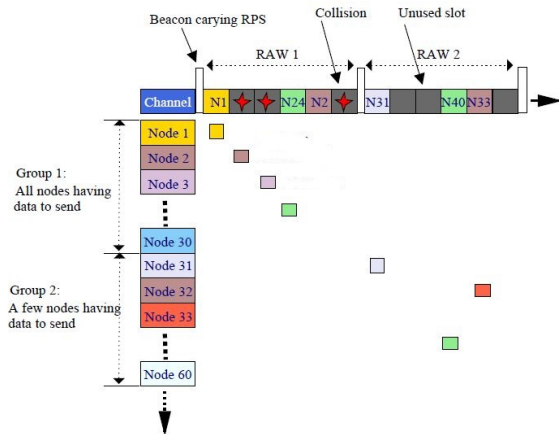 Beacon carying RPS
Collision
Unused slot
RAW 1
RAW 2
Channel
N1
N24
N2
N31
N40
N33
Node 1
Node 2
Node 3
Group 1:
All nodes having
data to send
Node 30
Node 31
Node 32
Node 33
Group 2:
A few nodes having
data to send
Node 60